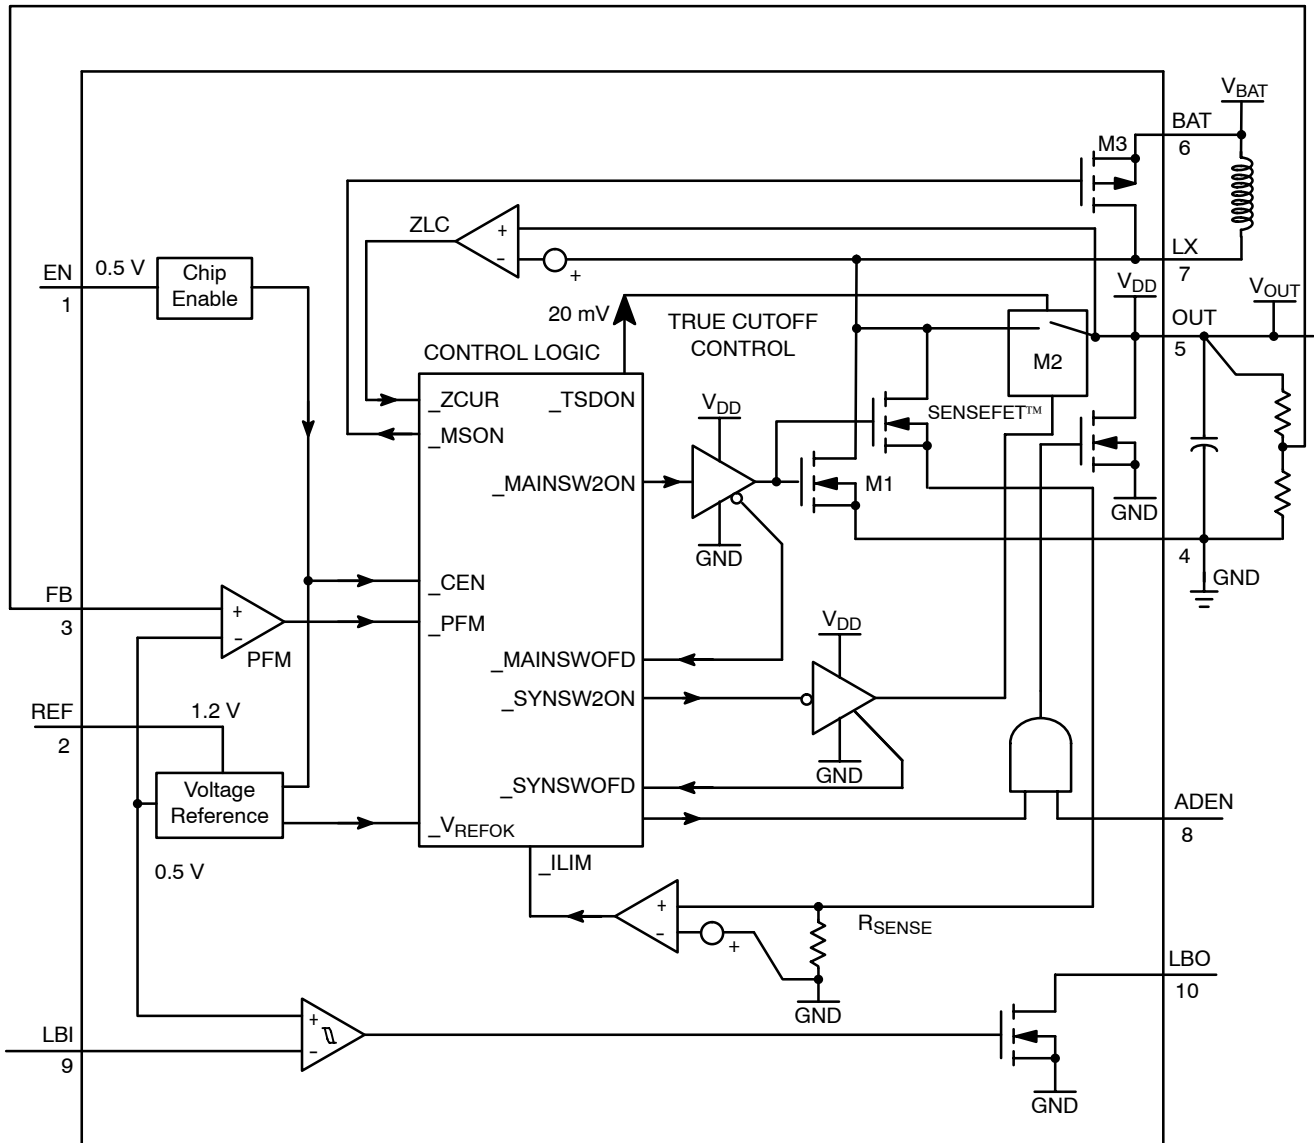 V_BAT
BAT
6
M3
ZLC
+
−
+
LX
7
EN
1
0.5 V
Chip
Enable
V_DD
V_OUT
OUT
5
20 mV
TRUE CUTOFF
CONTROL
CONTROL LOGIC
M2
_ZCUR
_TSDON
V_DD
SENSEFET™
_MSON
_MAINSW2ON
M1
GND
GND
4
GND
FB
3
+
−
PFM
_CEN
_PFM
_MAINSWOFD
V_DD
_SYNSW2ON
REF
2
1.2 V
GND
Voltage
Reference
_SYNSWOFD
ADEN
8
_V_REFOK
0.5 V
_ILIM
+
−
+
R_SENSE
GND
LBO
10
LBI
9
+
−
GND